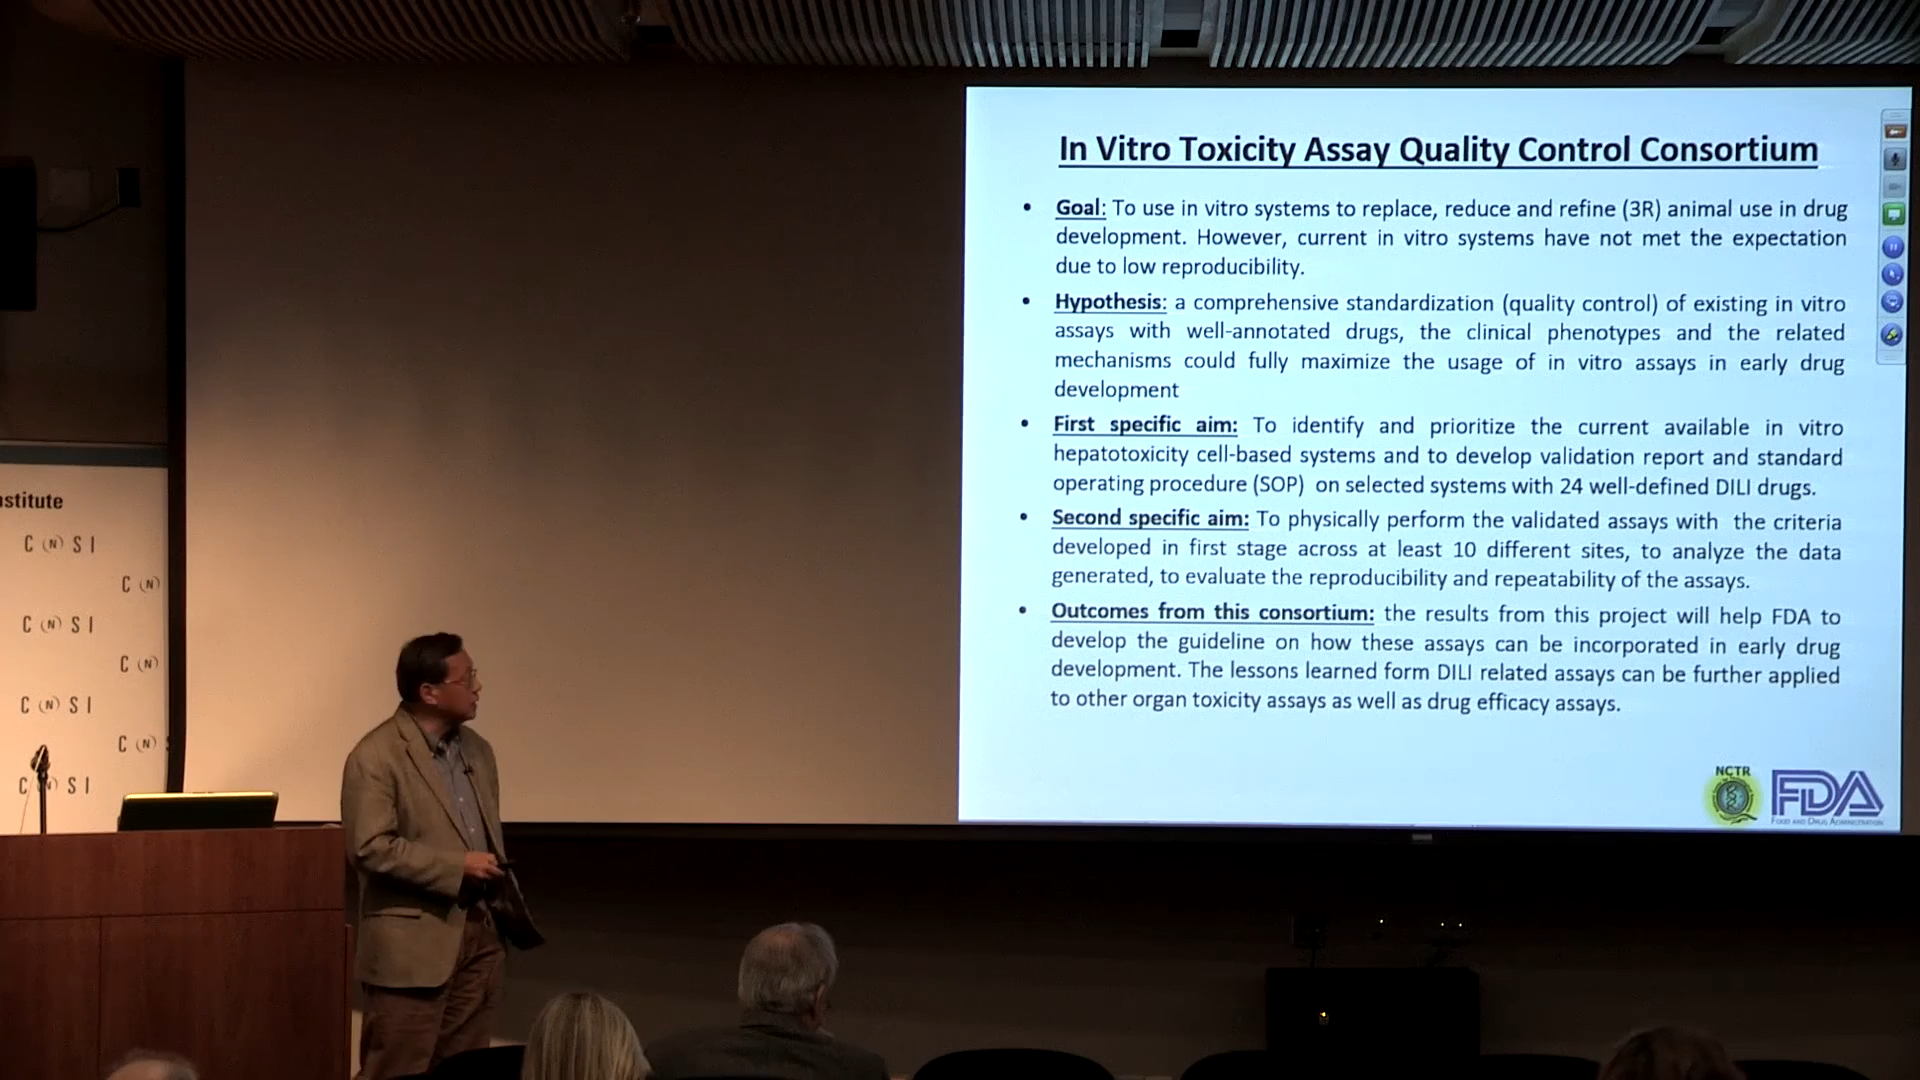 In Vitro Toxicity Assay Quality Control Consortium
• Goal: To use in vitro systems to replace, reduce and refine (3R) animal use in drug
development. However, current in vitro systems have not met the expectation
due to low reproducibility.
• Hypothesis: a comprehensive standardization (quality control) of existing in vitro
assays with well-annotated drugs, the clinical phenotypes and the related
mechanisms could fully maximize the usage of in vitro assays in early drug
development
• First specific aim: To identify and prioritize the current available in vitro
hepatotoxicity cell-based systems and to develop validation report and standard
operating procedure (SOP) on selected systems with 24 well-defined DILI drugs.
• Second specific aim: To physically perform the validated assays with the criteria
developed in first stage across at least 10 different sites, to analyze the data
generated, to evaluate the reproducibility and repeatability of the assays.
• Outcomes from this consortium: the results from this project will help FDA to
develop the guideline on how these assays can be incorporated in early drug
development. The lessons learned form DILI related assays can be further applied
to other organ toxicity assays as well as drug efficacy assays.
NCTR
FDA
Food and Drug Administration
stitute
C (N) S I
C (N)
C (N) S I
C (N)
C (N) S I
C (N)
C (N) S I